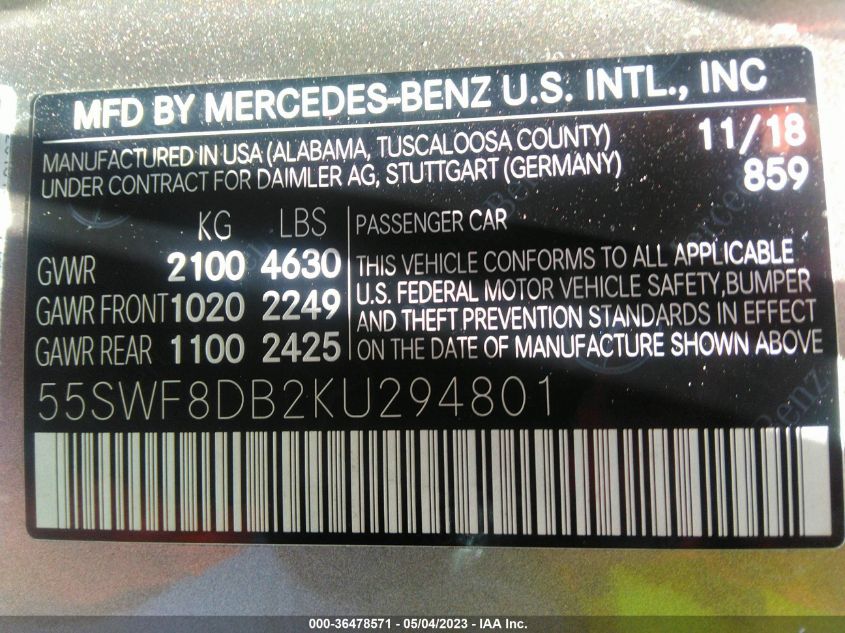 MFD BY MERCEDES-BENZ U.S. INTL., INC
MANUFACTURED IN USA (ALABAMA, TUSCALOOSA COUNTY) 11/18
UNDER CONTRACT FOR DAIMLER AG, STUTTGART (GERMANY) 859
KG LBS PASSENGER CAR
GVWR 2100 4630 THIS VEHICLE CONFORMS TO ALL APPLICABLE
U.S. FEDERAL MOTOR VEHICLE SAFETY, BUMPER
GAWR FRONT 1020 2249 AND THEFT PREVENTION STANDARDS IN EFFECT
GAWR REAR 1100 2425 ON THE DATE OF MANUFACTURE SHOWN ABOVE
55SWF8DB2KU294801
000-36478571 - 05/04/2023 - IAA Inc.